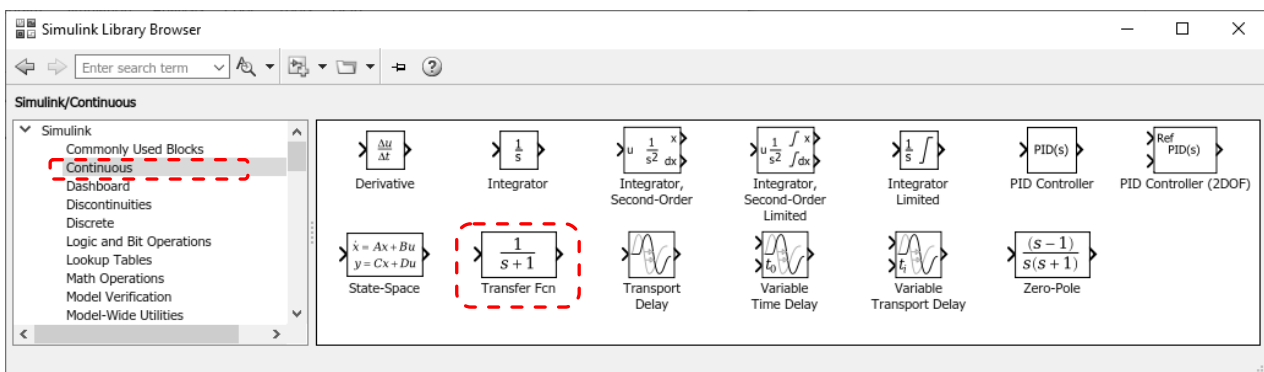 Simulink Library Browser
Enter search term
Simulink/Continuous
Simulink
Commonly Used Blocks
Continuous
Dashboard
Discontinuities
Discrete
Logic and Bit Operations
Lookup Tables
Math Operations
Model Verification
Model-Wide Utilities
Δu
Δt
Derivative
1
s
Integrator
u 1 x
s² dx
Integrator,
Second-Order
u 1 ∫ x
s² ∫dx
Integrator,
Second-Order
Limited
1 ∫
s
Integrator
Limited
PID(s)
PID Controller
Ref
PID(s)
PID Controller (2DOF)
ẋ = Ax+Bu
y = Cx+Du
State-Space
1
s+1
Transfer Fcn
Transport
Delay
t₀
Variable
Time Delay
tᵢ
Variable
Transport Delay
(s−1)
s(s+1)
Zero-Pole